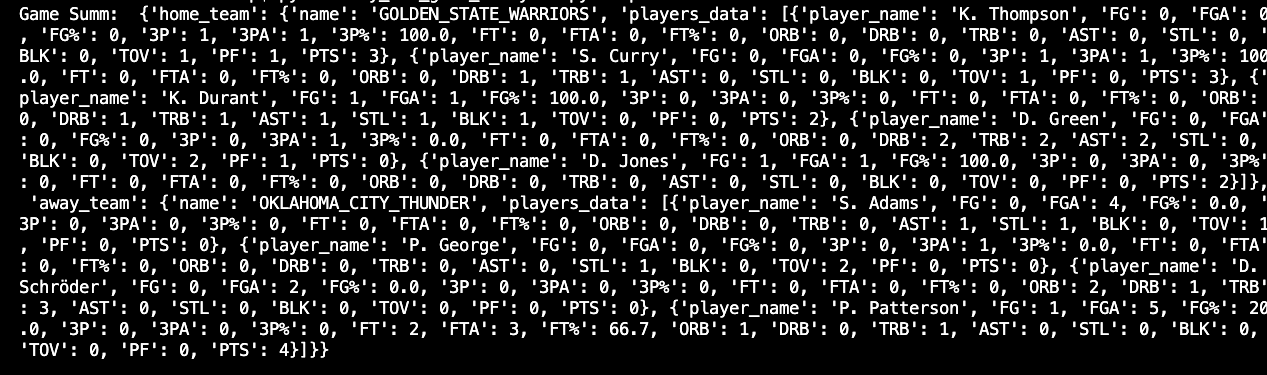 Game Summ:  {'home_team': {'name': 'GOLDEN_STATE_WARRIORS', 'players_data': [{'player_name': 'K. Thompson', 'FG': 0, 'FGA': 0
, 'FG%': 0, '3P': 1, '3PA': 1, '3P%': 100.0, 'FT': 0, 'FTA': 0, 'FT%': 0, 'ORB': 0, 'DRB': 0, 'TRB': 0, 'AST': 0, 'STL': 0, '
BLK': 0, 'TOV': 1, 'PF': 1, 'PTS': 3}, {'player_name': 'S. Curry', 'FG': 0, 'FGA': 0, 'FG%': 0, '3P': 1, '3PA': 1, '3P%': 100
.0, 'FT': 0, 'FTA': 0, 'FT%': 0, 'ORB': 0, 'DRB': 1, 'TRB': 1, 'AST': 0, 'STL': 0, 'BLK': 0, 'TOV': 1, 'PF': 0, 'PTS': 3}, {'
player_name': 'K. Durant', 'FG': 1, 'FGA': 1, 'FG%': 100.0, '3P': 0, '3PA': 0, '3P%': 0, 'FT': 0, 'FTA': 0, 'FT%': 0, 'ORB':
0, 'DRB': 1, 'TRB': 1, 'AST': 1, 'STL': 1, 'BLK': 1, 'TOV': 0, 'PF': 0, 'PTS': 2}, {'player_name': 'D. Green', 'FG': 0, 'FGA'
: 0, 'FG%': 0, '3P': 0, '3PA': 1, '3P%': 0.0, 'FT': 0, 'FTA': 0, 'FT%': 0, 'ORB': 0, 'DRB': 2, 'TRB': 2, 'AST': 2, 'STL': 0,
'BLK': 0, 'TOV': 2, 'PF': 1, 'PTS': 0}, {'player_name': 'D. Jones', 'FG': 1, 'FGA': 1, 'FG%': 100.0, '3P': 0, '3PA': 0, '3P%'
: 0, 'FT': 0, 'FTA': 0, 'FT%': 0, 'ORB': 0, 'DRB': 0, 'TRB': 0, 'AST': 0, 'STL': 0, 'BLK': 0, 'TOV': 0, 'PF': 0, 'PTS': 2}]},
 'away_team': {'name': 'OKLAHOMA_CITY_THUNDER', 'players_data': [{'player_name': 'S. Adams', 'FG': 0, 'FGA': 4, 'FG%': 0.0, '
3P': 0, '3PA': 0, '3P%': 0, 'FT': 0, 'FTA': 0, 'FT%': 0, 'ORB': 0, 'DRB': 0, 'TRB': 0, 'AST': 1, 'STL': 1, 'BLK': 0, 'TOV': 1
, 'PF': 0, 'PTS': 0}, {'player_name': 'P. George', 'FG': 0, 'FGA': 0, 'FG%': 0, '3P': 0, '3PA': 1, '3P%': 0.0, 'FT': 0, 'FTA'
: 0, 'FT%': 0, 'ORB': 0, 'DRB': 0, 'TRB': 0, 'AST': 0, 'STL': 1, 'BLK': 0, 'TOV': 2, 'PF': 0, 'PTS': 0}, {'player_name': 'D.
Schröder', 'FG': 0, 'FGA': 2, 'FG%': 0.0, '3P': 0, '3PA': 0, '3P%': 0, 'FT': 0, 'FTA': 0, 'FT%': 0, 'ORB': 2, 'DRB': 1, 'TRB'
: 3, 'AST': 0, 'STL': 0, 'BLK': 0, 'TOV': 0, 'PF': 0, 'PTS': 0}, {'player_name': 'P. Patterson', 'FG': 1, 'FGA': 5, 'FG%': 20
.0, '3P': 0, '3PA': 0, '3P%': 0, 'FT': 2, 'FTA': 3, 'FT%': 66.7, 'ORB': 1, 'DRB': 0, 'TRB': 1, 'AST': 0, 'STL': 0, 'BLK': 0,
'TOV': 0, 'PF': 0, 'PTS': 4}]}}